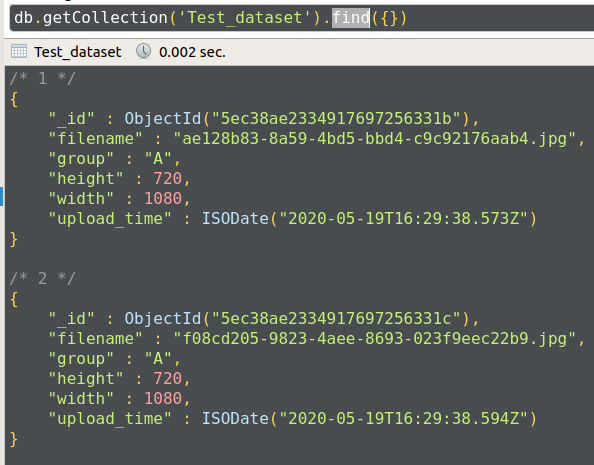 db.getCollection('Test_dataset').find({})
Test_dataset 0.002 sec.
/* 1 */
{
    "_id" : ObjectId("5ec38ae2334917697256331b"),
    "filename" : "ae128b83-8a59-4bd5-bbd4-c9c92176aab4.jpg",
    "group" : "A",
    "height" : 720,
    "width" : 1080,
    "upload_time" : ISODate("2020-05-19T16:29:38.573Z")
}
/* 2 */
{
    "_id" : ObjectId("5ec38ae2334917697256331c"),
    "filename" : "f08cd205-9823-4aee-8693-023f9eec22b9.jpg",
    "group" : "A",
    "height" : 720,
    "width" : 1080,
    "upload_time" : ISODate("2020-05-19T16:29:38.594Z")
}